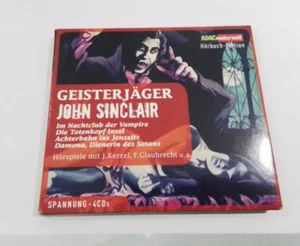 ADAC motorwelt
Hörbuch-Edition
GEISTERJÄGER
JOHN SINCLAIR
Im Nachtclub der Vampire
Die Totenkopf Insel
Achterbahn ins Jenseits
Damona, Dienerin das Satans
Hörspiele mit J.Kerzel, F.Glaubrecht u.a.
SPANNUNG · 4CDs